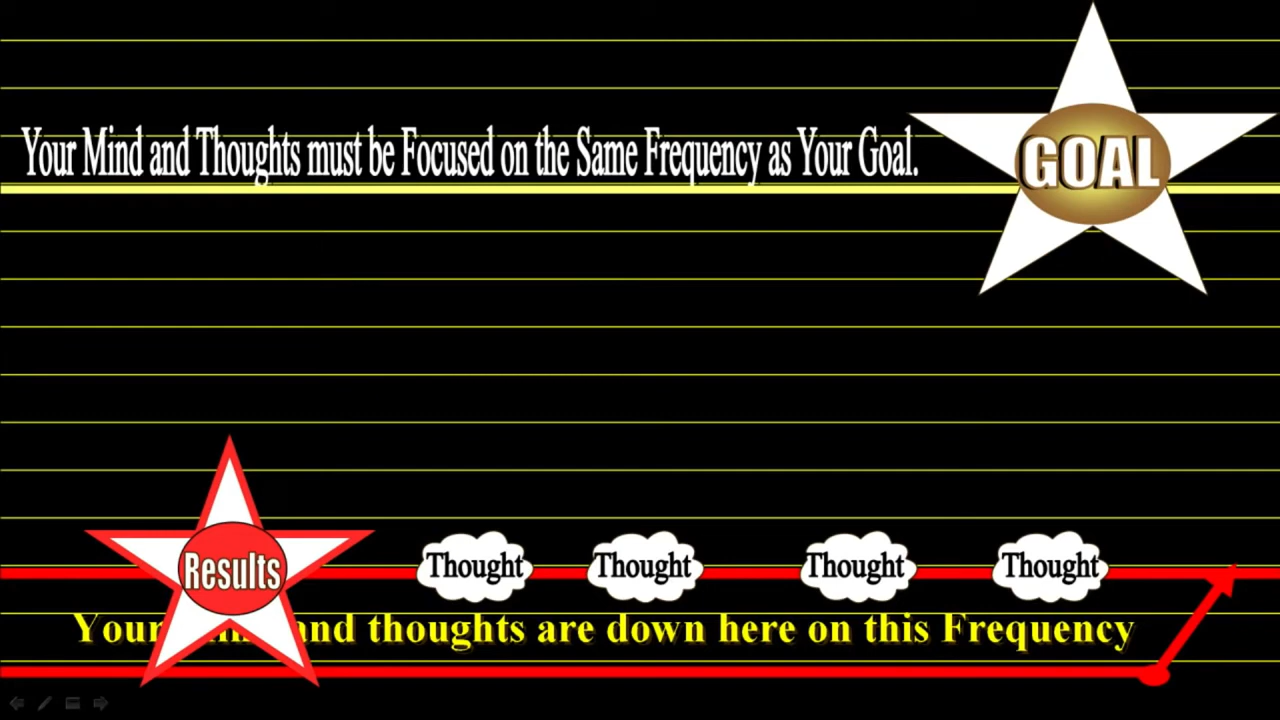 Your Mind and Thoughts must be Focused on the Same Frequency as Your Goal.
GOAL
Results
Thought Thought Thought Thought
Your and thoughts are down here on this Frequency